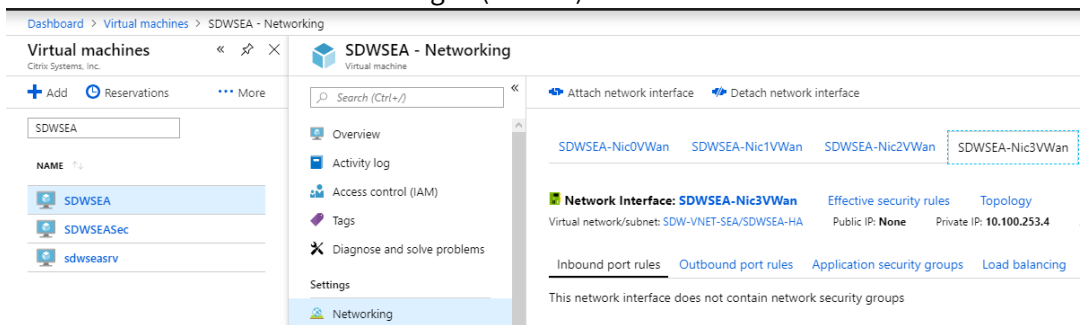 Dashboard > Virtual machines > SDWSEA - Networking
Virtual machines
Citrix Systems, Inc.
Add Reservations ••• More
SDWSEA
NAME
SDWSEA
SDWSEASec
sdwseasrv
SDWSEA - Networking
Virtual machine
Search (Ctrl+/)
Overview
Activity log
Access control (IAM)
Tags
Diagnose and solve problems
Settings
Networking
Attach network interface Detach network interface
SDWSEA-Nic0VWan SDWSEA-Nic1VWan SDWSEA-Nic2VWan SDWSEA-Nic3VWan
Network Interface: SDWSEA-Nic3VWan Effective security rules Topology
Virtual network/subnet: SDW-VNET-SEA/SDWSEA-HA Public IP: None Private IP: 10.100.253.4
Inbound port rules Outbound port rules Application security groups Load balancing
This network interface does not contain network security groups